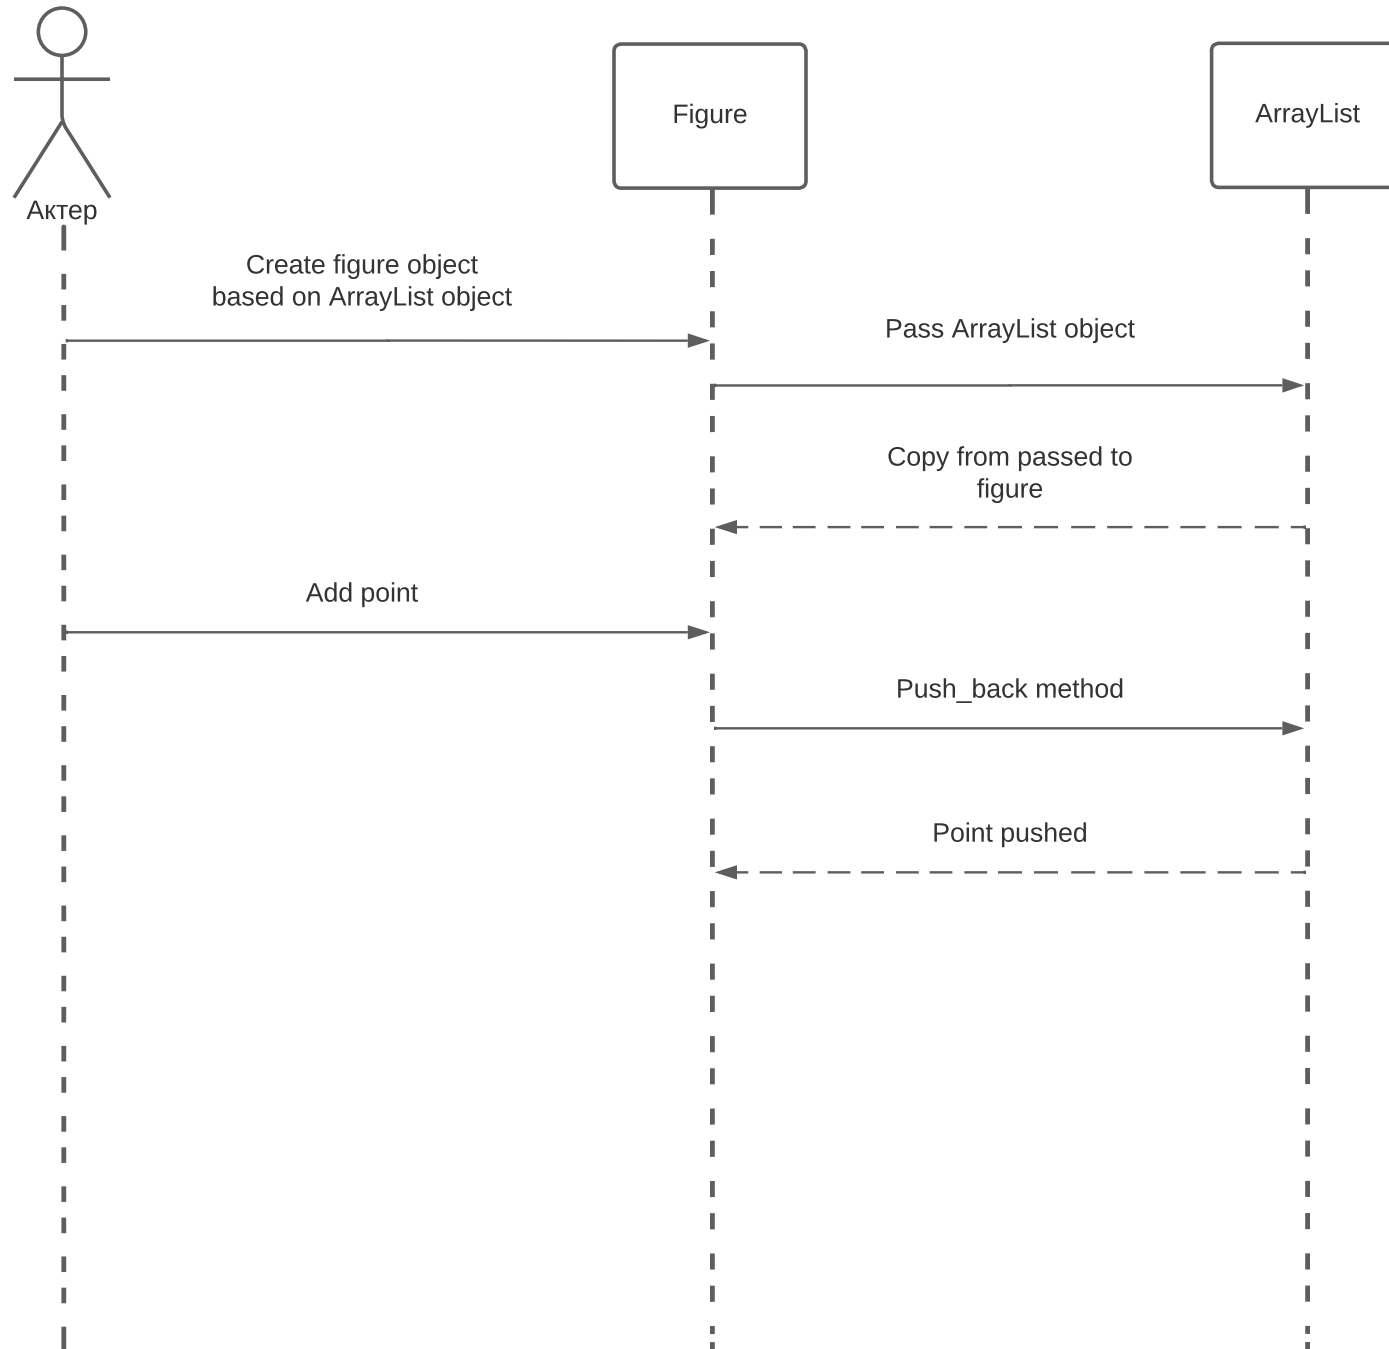 Актер
Figure
ArrayList
Create figure object
based on ArrayList object
Pass ArrayList object
Copy from passed to
figure
Add point
Push_back method
Point pushed